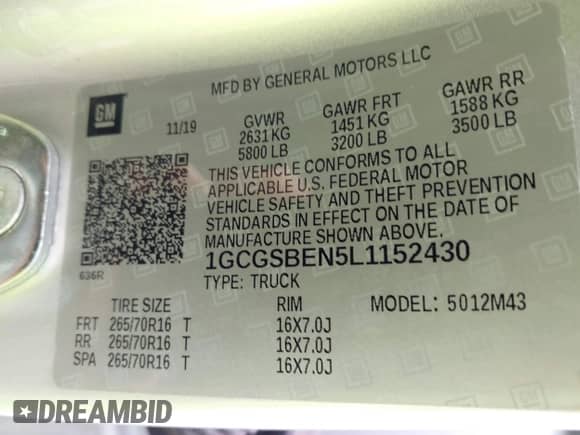 MFD BY GENERAL MOTORS LLC
GM
11/19
GVWR GAWR FRT GAWR RR
2631 KG 1451 KG 1588 KG
5800 LB 3200 LB 3500 LB
THIS VEHICLE CONFORMS TO ALL
APPLICABLE U.S. FEDERAL MOTOR
VEHICLE SAFETY AND THEFT PREVENTION
STANDARDS IN EFFECT ON THE DATE OF
MANUFACTURE SHOWN ABOVE.
636R
1GCGSBEN5L1152430
TYPE: TRUCK
TIRE SIZE RIM MODEL: 5012M43
FRT 265/70R16 T 16X7.0J
RR 265/70R16 T 16X7.0J
SPA 265/70R16 T 16X7.0J
DREAMBID